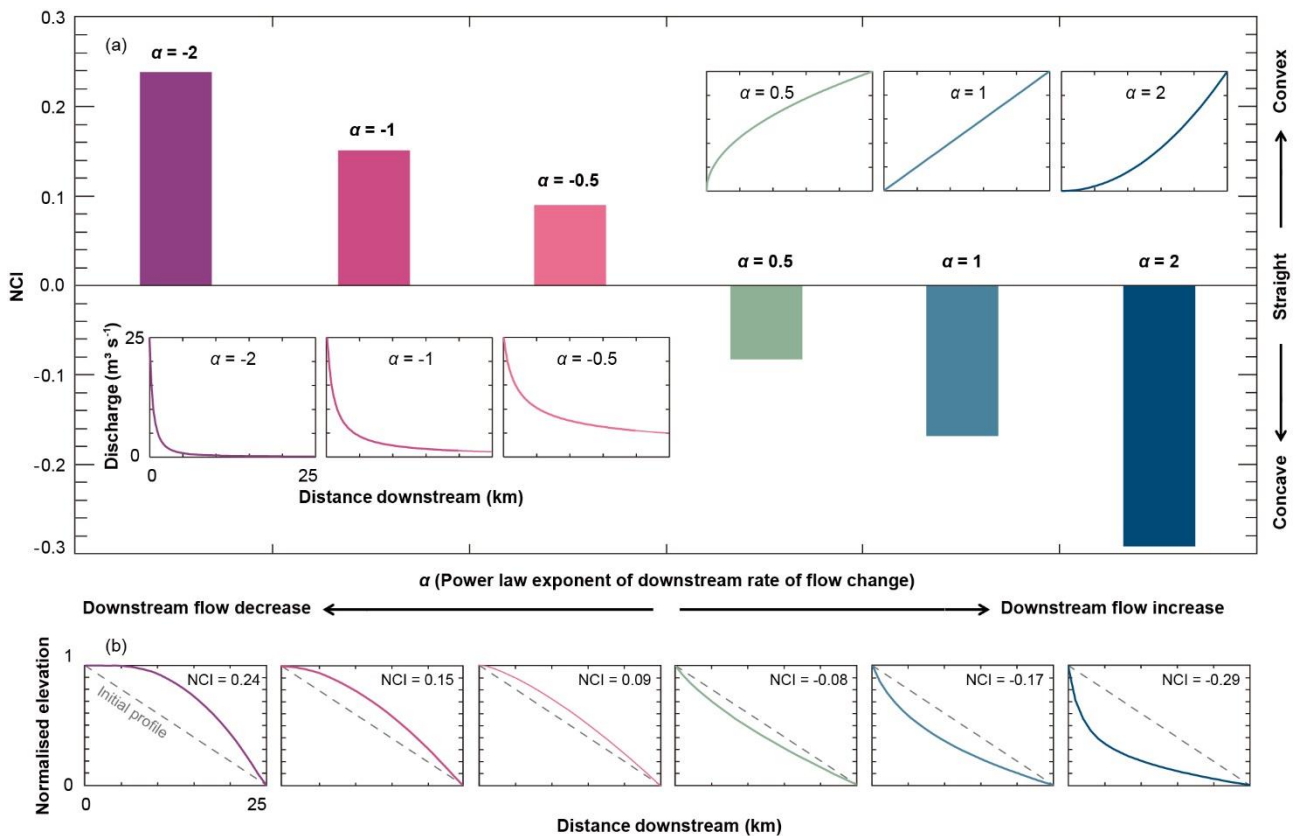 (a)
NCI
0.3
0.2
0.1
0.0
-0.1
-0.2
-0.3
α = -2
α = -1
α = -0.5
α = 0.5
α = 1
α = 2
α = 0.5
α = 1
α = 2
Convex
Straight
Concave
Discharge (m³ s⁻¹)
25
0
α = -2
α = -1
α = -0.5
0
25
Distance downstream (km)
α (Power law exponent of downstream rate of flow change)
Downstream flow decrease
Downstream flow increase
(b)
Normalised elevation
1
0
NCI = 0.24
Initial profile
NCI = 0.15
NCI = 0.09
NCI = -0.08
NCI = -0.17
NCI = -0.29
0
25
Distance downstream (km)